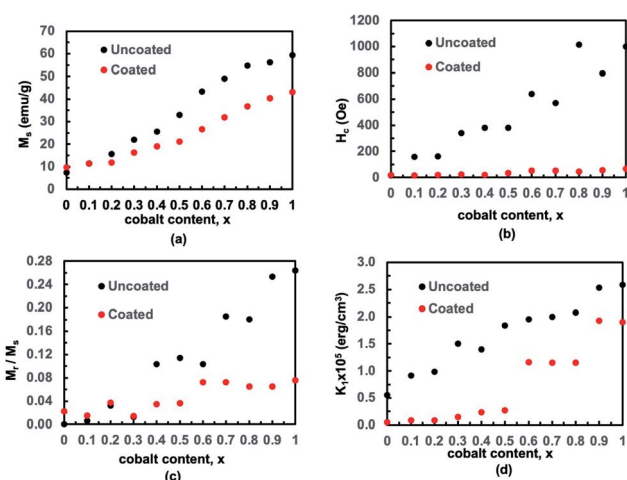 70
60
50
40
30
20
10
0
M_s (emu/g)
Uncoated
Coated
0 0.1 0.2 0.3 0.4 0.5 0.6 0.7 0.8 0.9 1
cobalt content, x
(a)
1200
1000
800
600
400
200
0
H_c (Oe)
Uncoated
Coated
0 0.1 0.2 0.3 0.4 0.5 0.6 0.7 0.8 0.9 1
cobalt content, x
(b)
0.28
0.24
0.20
0.16
0.12
0.08
0.04
0.00
M_r / M_s
Uncoated
Coated
0 0.1 0.2 0.3 0.4 0.5 0.6 0.7 0.8 0.9 1
cobalt content, x
(c)
3.0
2.5
2.0
1.5
1.0
0.5
0.0
K₁x10⁵ (erg/cm³)
Uncoated
Coated
0 0.1 0.2 0.3 0.4 0.5 0.6 0.7 0.8 0.9 1
cobalt content, x
(d)